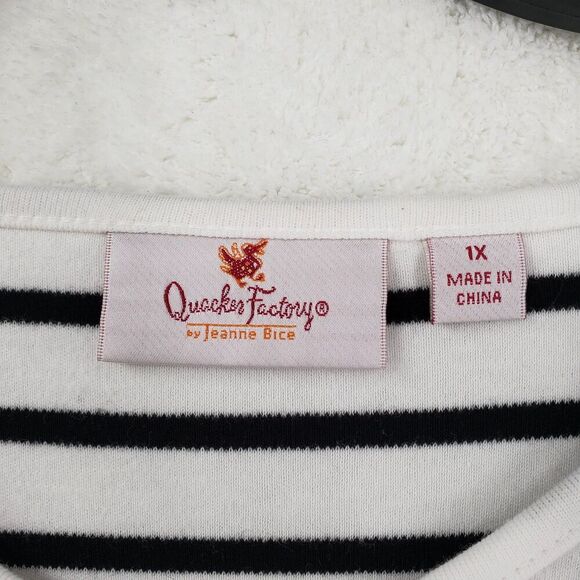 Quacker Factory®
by Jeanne Bice
1X
MADE IN
CHINA